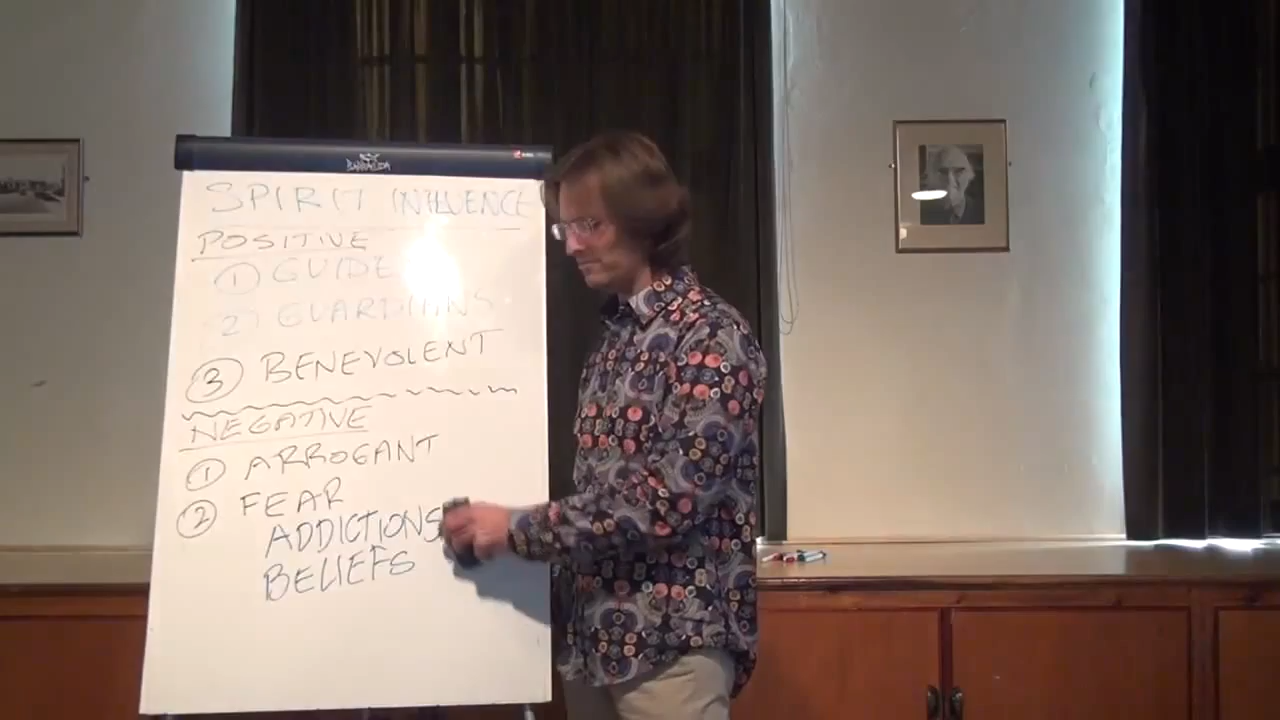 SPIRIT INFLUENCE
POSITIVE
① GUIDE
② GUARDIANS
③ BENEVOLENT
NEGATIVE
① ARROGANT
② FEAR
ADDICTIONS
BELIEFS